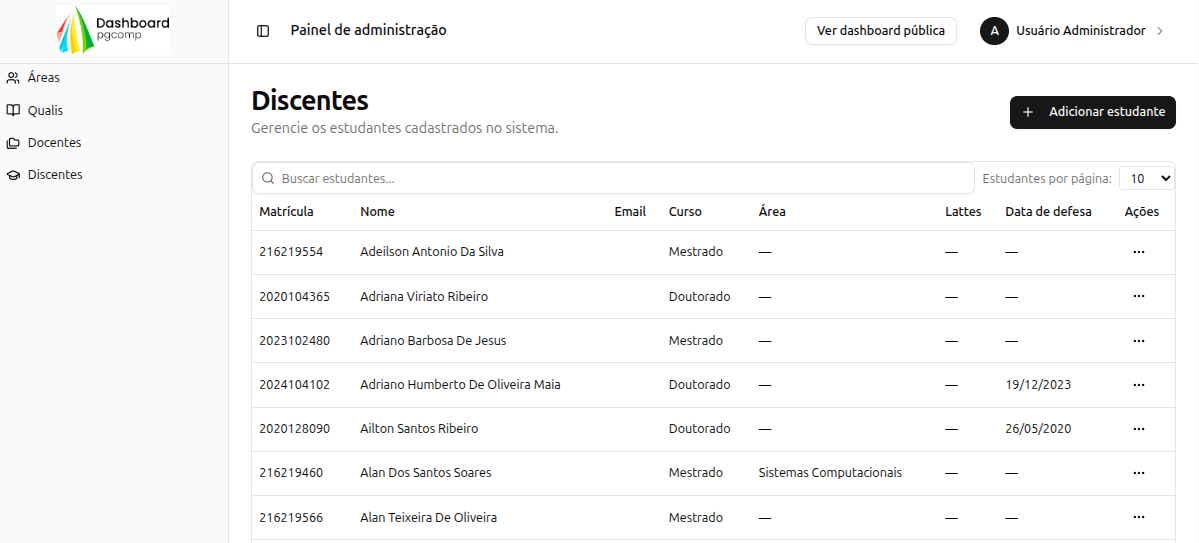 Dashboard
pgcomp
Painel de administração
Ver dashboard pública
A
Usuário Administrador
Áreas
Qualis
Docentes
Discentes
Discentes
Gerencie os estudantes cadastrados no sistema.
+ Adicionar estudante
Buscar estudantes...
Estudantes por página: 10
Matrícula Nome Email Curso Área Lattes Data de defesa Ações
216219554 Adeilson Antonio Da Silva Mestrado — — — ...
2020104365 Adriana Viriato Ribeiro Doutorado — — — ...
2023102480 Adriano Barbosa De Jesus Mestrado — — — ...
2024104102 Adriano Humberto De Oliveira Maia Doutorado — — 19/12/2023 ...
2020128090 Ailton Santos Ribeiro Doutorado — — 26/05/2020 ...
216219460 Alan Dos Santos Soares Mestrado Sistemas Computacionais — — ...
216219566 Alan Teixeira De Oliveira Mestrado — — — ...